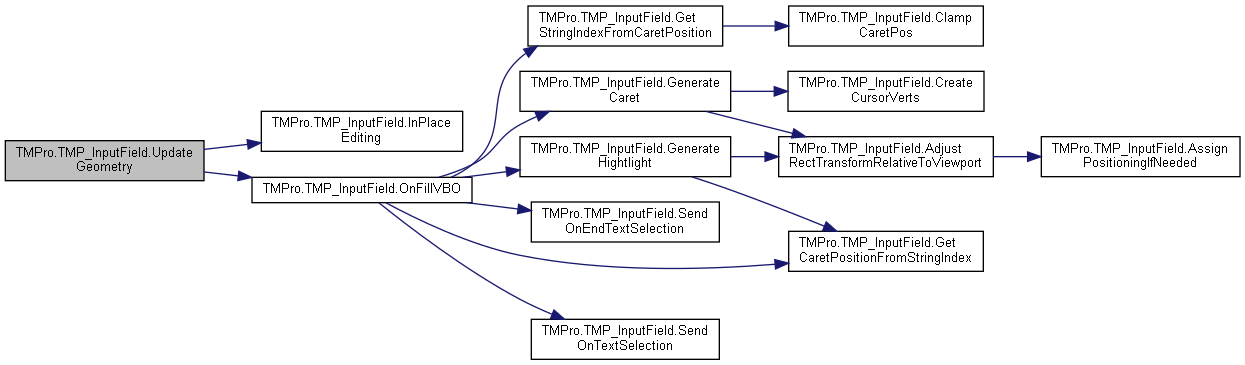 TMPro.TMP_InputField.Update
Geometry
TMPro.TMP_InputField.InPlace
Editing
TMPro.TMP_InputField.OnFillVBO
TMPro.TMP_InputField.Get
StringIndexFromCaretPosition
TMPro.TMP_InputField.Generate
Caret
TMPro.TMP_InputField.Generate
Hightlight
TMPro.TMP_InputField.Send
OnEndTextSelection
TMPro.TMP_InputField.Send
OnTextSelection
TMPro.TMP_InputField.Clamp
CaretPos
TMPro.TMP_InputField.Create
CursorVerts
TMPro.TMP_InputField.Adjust
RectTransformRelativeToViewport
TMPro.TMP_InputField.Get
CaretPositionFromStringIndex
TMPro.TMP_InputField.Assign
PositioningIfNeeded